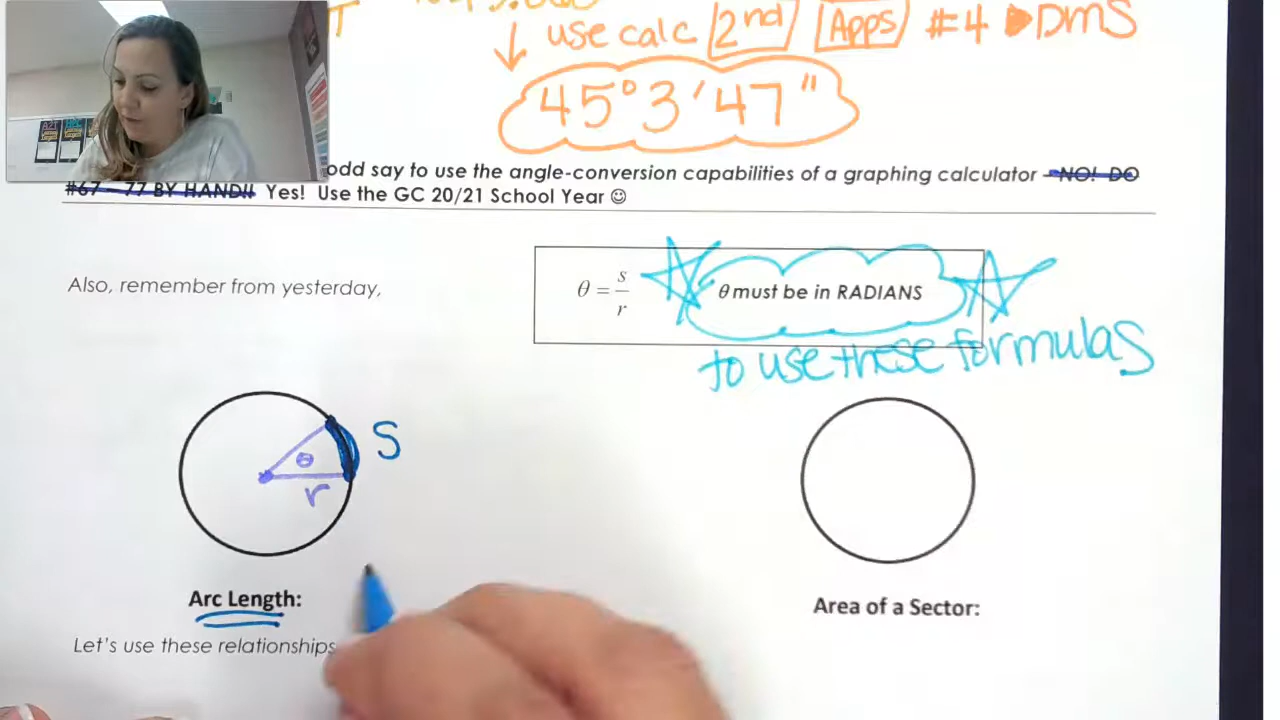 ↓ use calc 2nd Apps #4 ▶DMS
45°3'47"
odd say to use the angle-conversion capabilities of a graphing calculator – NO! DO
#67 – 77 BY HAND!! Yes! Use the GC 20/21 School Year ☺
Also, remember from yesterday,
θ = s/r
θ must be in RADIANS
to use these formulas
S
θ
r
Arc Length:
Area of a Sector:
Let's use these relationships